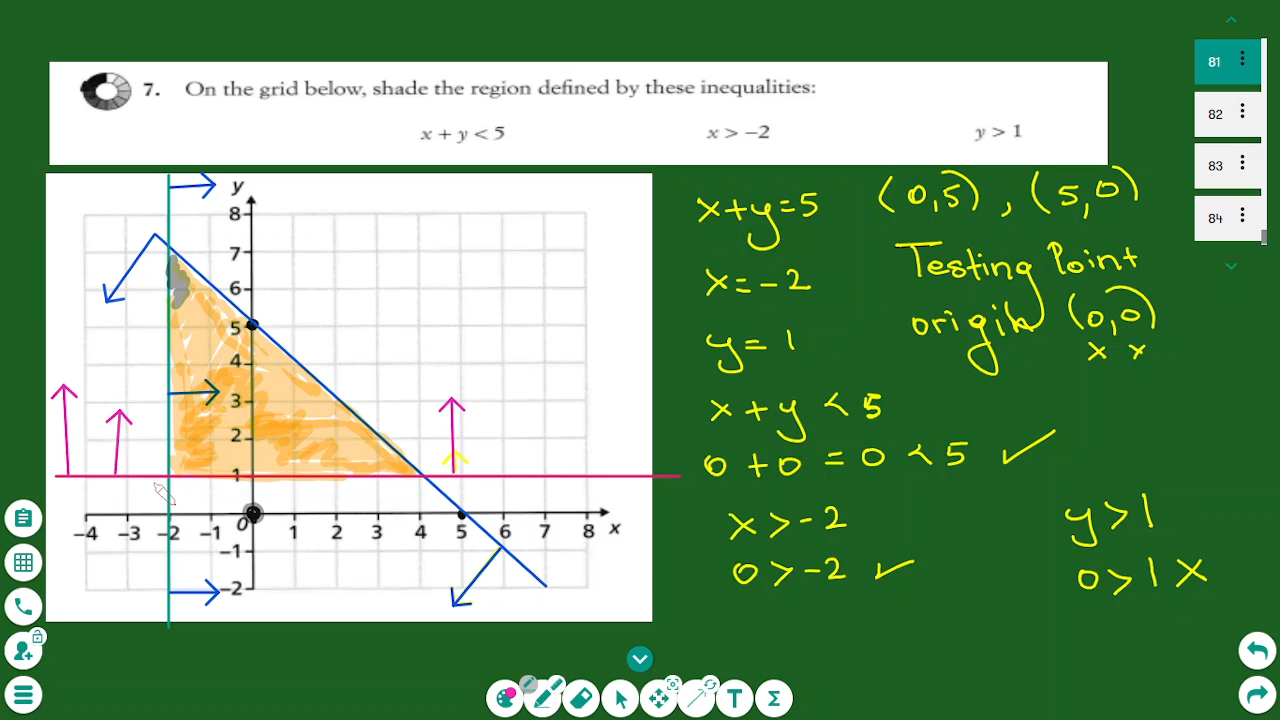 7. On the grid below, shade the region defined by these inequalities:
x + y < 5 x > −2 y > 1
81
82
83
84
y
8
7
6
5
4
3
2
1
−4 −3 −2 −1 0 1 2 3 4 5 6 7 8 x
−1
−2
x+y=5 (0,5), (5,0)
x=-2
y=1
Testing Point
origin (0,0)
x x
x+y<5
0+0=0<5 ✓
x>-2
0>-2 ✓
y>1
0>1 X
T Σ